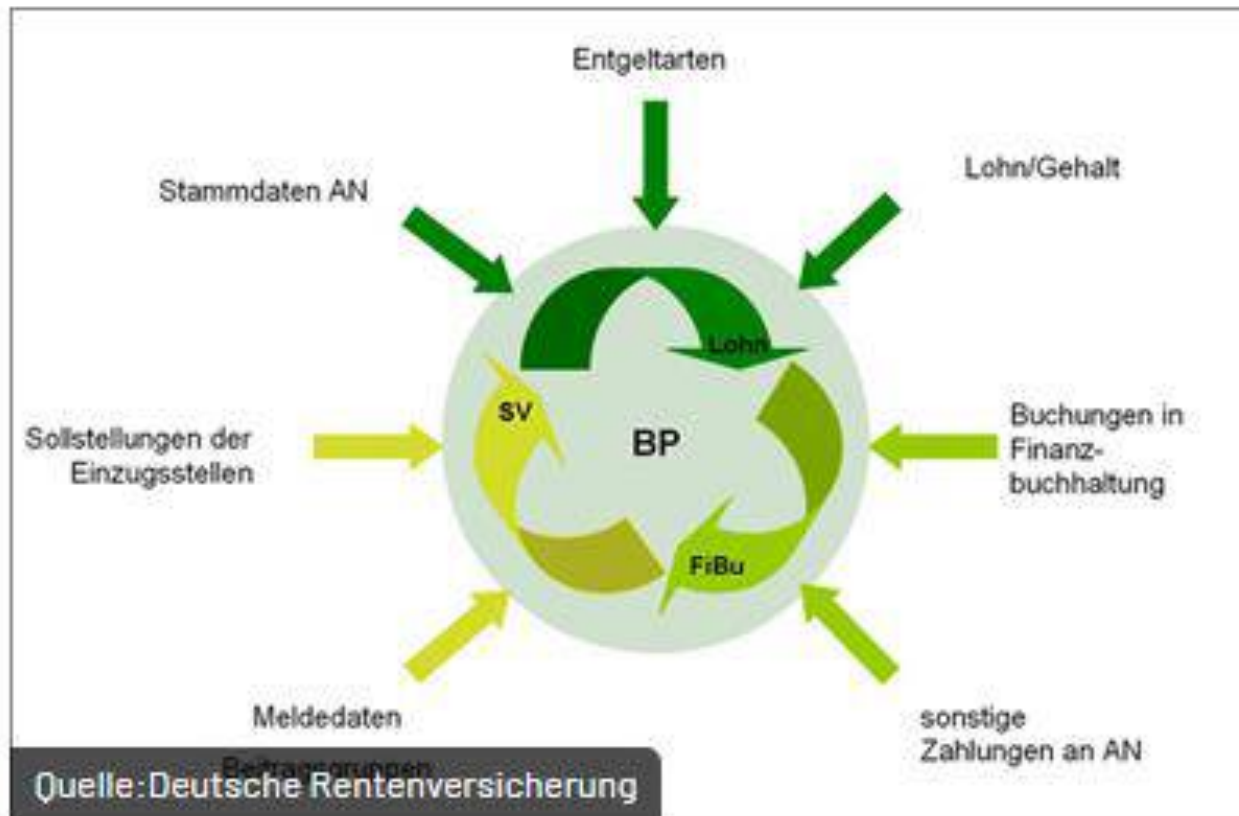 Entgeltarten
Stammdaten AN
Lohn/Gehalt
Lohn
SV
BP
Sollstellungen der
Einzugsstellen
Buchungen in
Finanz-
buchhaltung
FiBu
Meldedaten
Beitragsgruppen
sonstige
Zahlungen an AN
Quelle:Deutsche Rentenversicherung